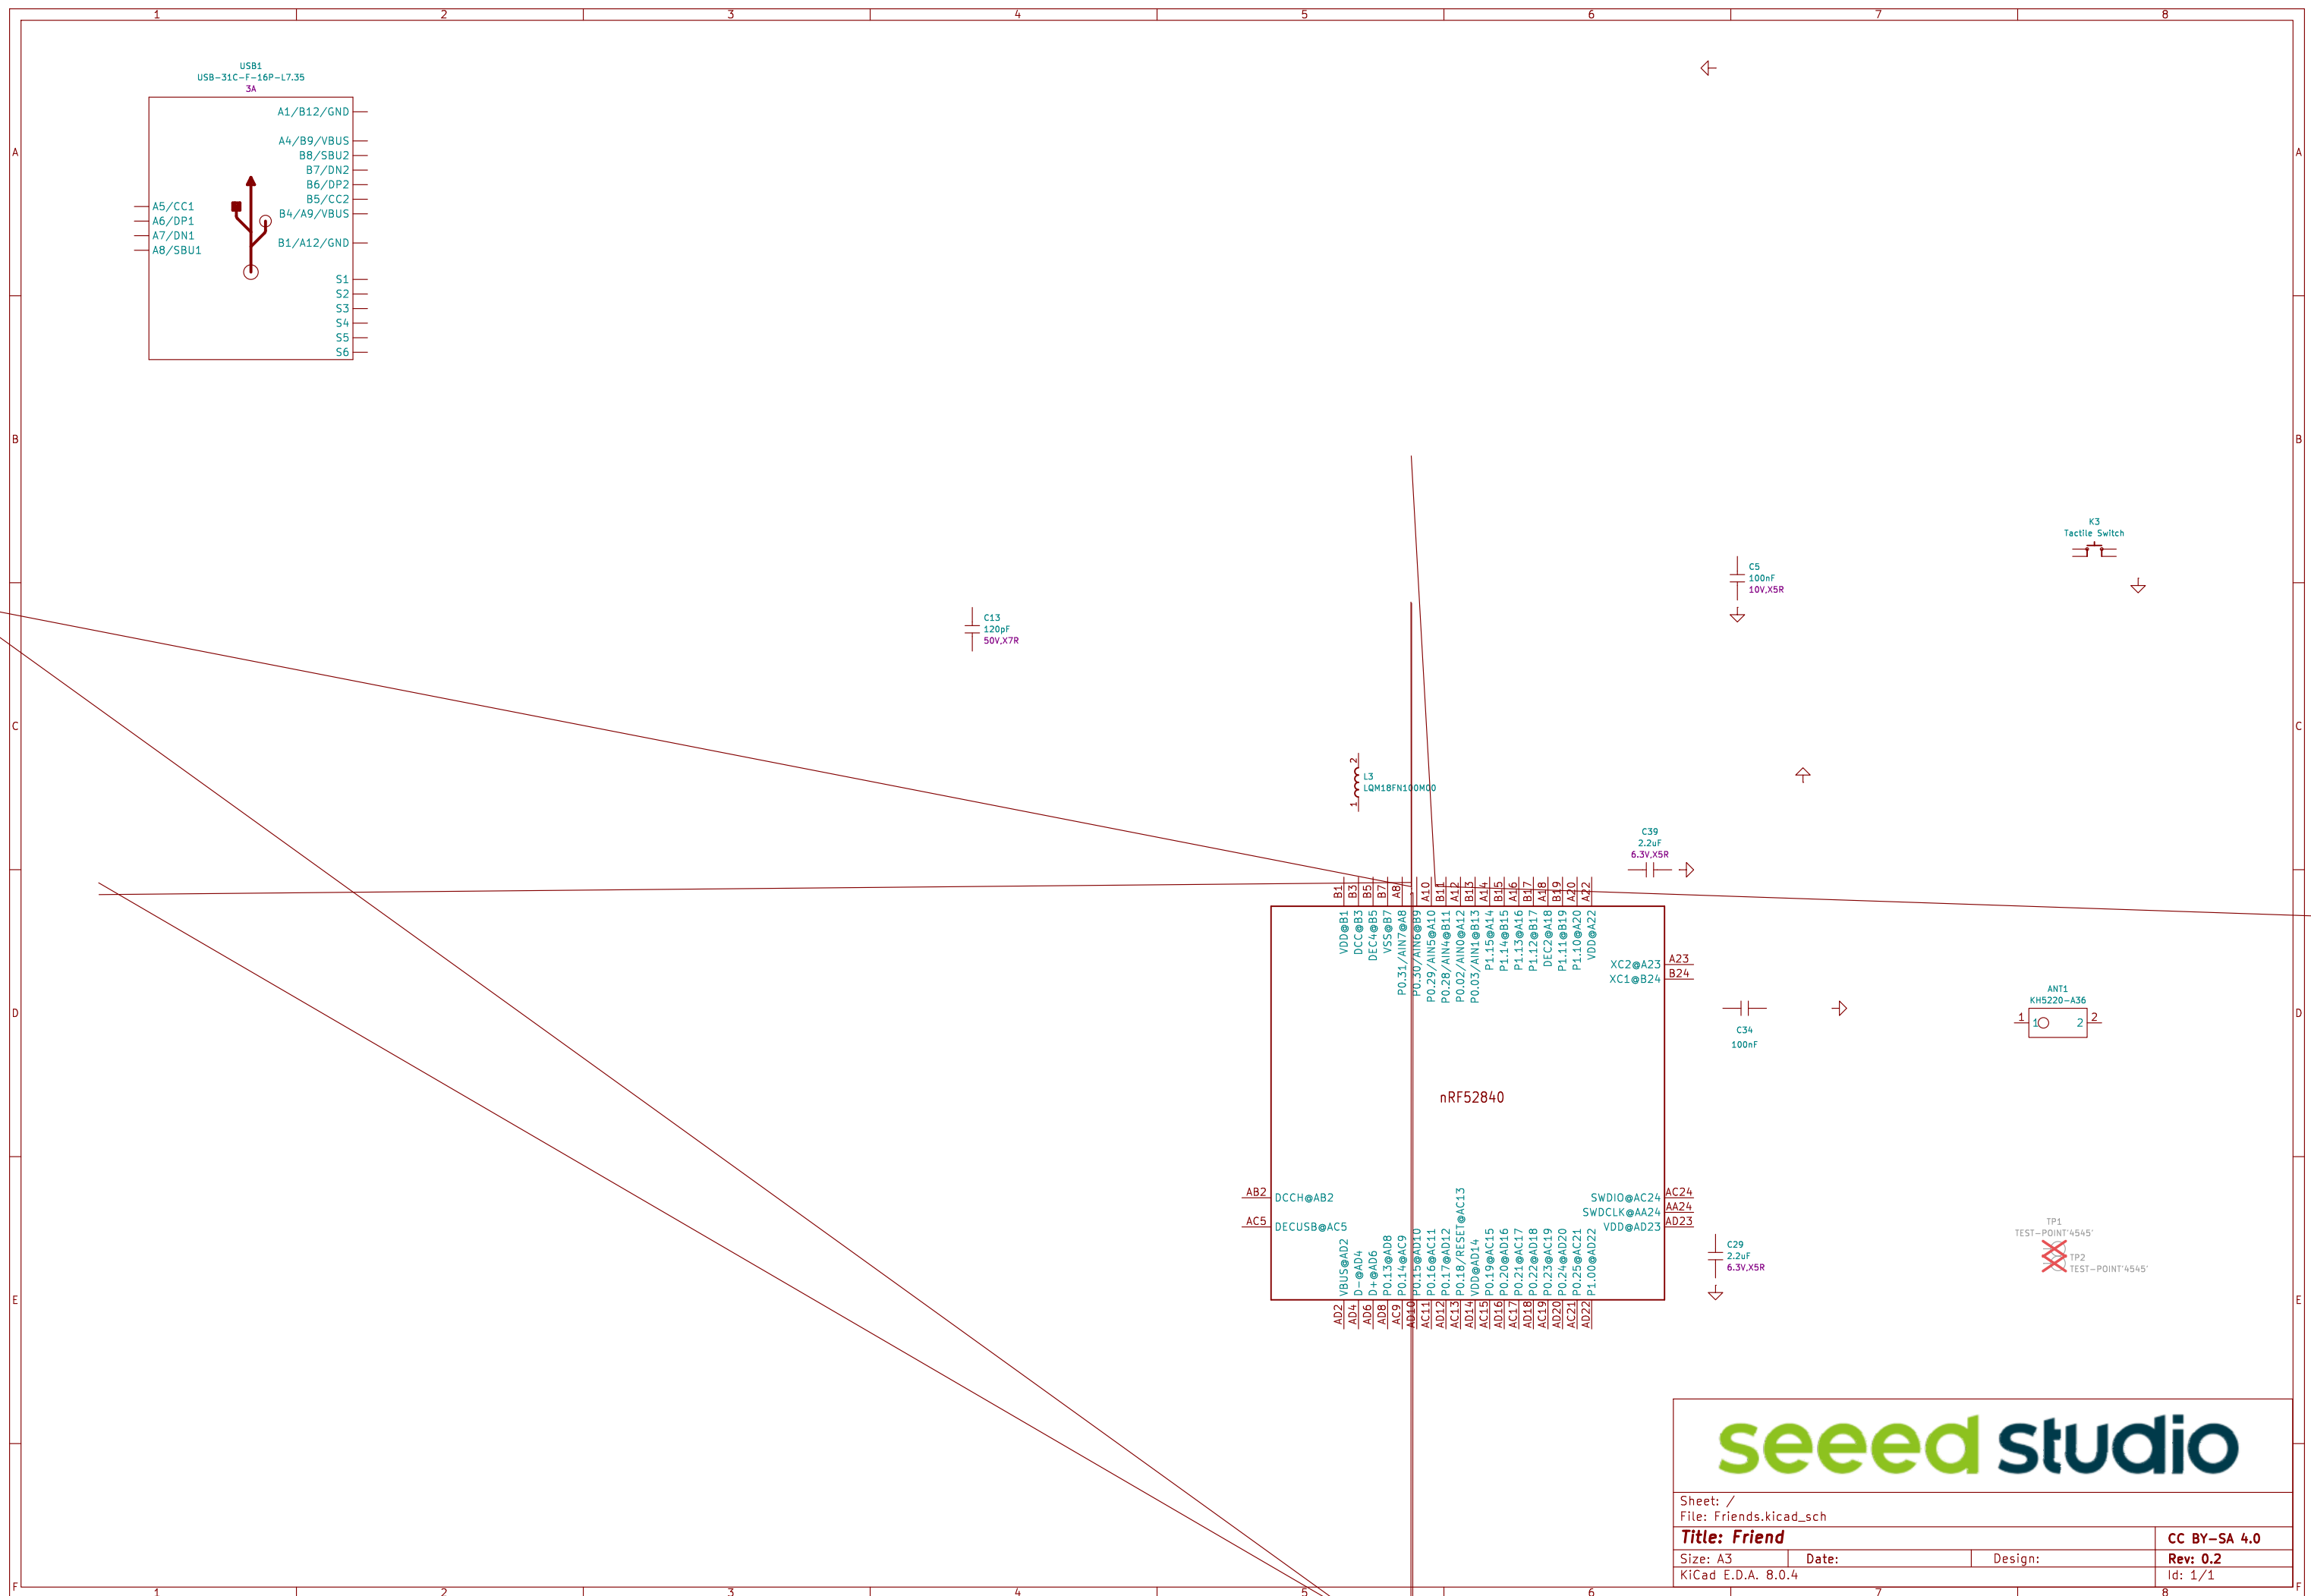 1 2 3 4 5 6 7 8
USB1
USB-31C-F-16P-L7.35
3A
A1/B12/GND
A4/B9/VBUS
B8/SBU2
B7/DN2
B6/DP2
B5/CC2
B4/A9/VBUS
B1/A12/GND
A5/CC1
A6/DP1
A7/DN1
A8/SBU1
S1
S2
S3
S4
S5
S6
A A
B B
K3
Tactile Switch
C5
100nF
10V,X5R
C13
120pF
50V,X7R
C C
2
L3
LQM18FN100M00
1
C39
2.2uF
6.3V,X5R
B1 B3 B5 B7 A8 A10 B11 A12 B13 A14 B15 A16 B17 A18 B19 A20 A22
VDD@B1
DCC@B3
DEC4@B5
VSS@B7
P0.31/AIN7@A8
P0.30/AIN6@B9
P0.29/AIN5@A10
P0.28/AIN4@B11
P0.02/AIN0@A12
P0.03/AIN1@B13
P1.15@A14
P1.14@B15
P1.13@A16
P1.12@B17
DEC2@A18
P1.11@B19
P1.10@A20
VDD@A22
XC2@A23 A23
XC1@B24 B24
D D
ANT1
KH5220-A36
1 1 2 2
C34
100nF
nRF52840
AB2 DCCH@AB2
AC5 DECUSB@AC5
SWDIO@AC24 AC24
SWDCLK@AA24 AA24
VDD@AD23 AD23
VBUS@AD2
D-@AD4
D+@AD6
P0.13@AD8
P0.14@AC9
P0.15@AD10
P0.16@AC11
P0.17@AD12
P0.18/RESET@AC13
VDD@AD14
P0.19@AC15
P0.20@AD16
P0.21@AC17
P0.22@AD18
P0.23@AC19
P0.24@AD20
P0.25@AC21
P1.00@AD22
AD2 AD4 AD6 AD8 AC9 AD10 AC11 AD12 AC13 AD14 AC15 AD16 AC17 AD18 AC19 AD20 AC21 AD22
TP1
TEST-POINT'4545'
TP2
TEST-POINT'4545'
C29
2.2uF
6.3V,X5R
E E
seeed studio
Sheet: /
File: Friends.kicad_sch
Title: Friend CC BY-SA 4.0
Size: A3 Date: Design: Rev: 0.2
KiCad E.D.A. 8.0.4 Id: 1/1
F F
1 2 3 4 5 6 7 8